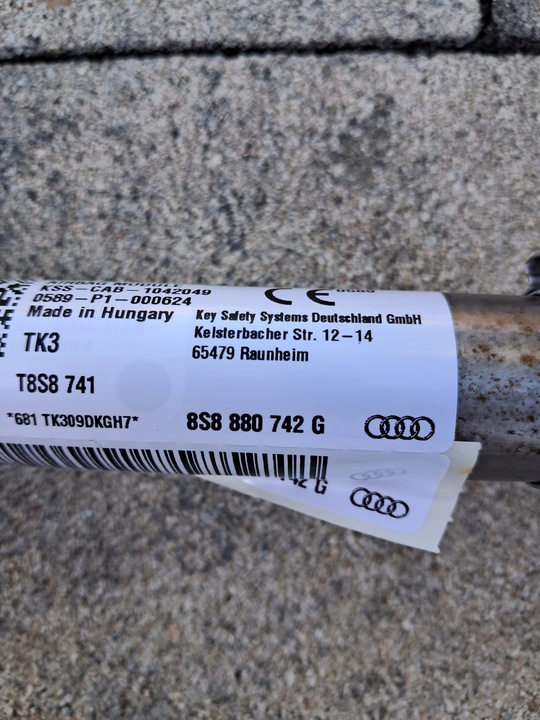 KSS-CAB-1042049
0589-P1-000624
Made in Hungary
CE
Key Safety Systems Deutschland GmbH
Kelsterbacher Str. 12-14
65479 Raunheim
TK3
T8S8 741
*681 TK309DKGH7*
8S8 880 742 G
42 G